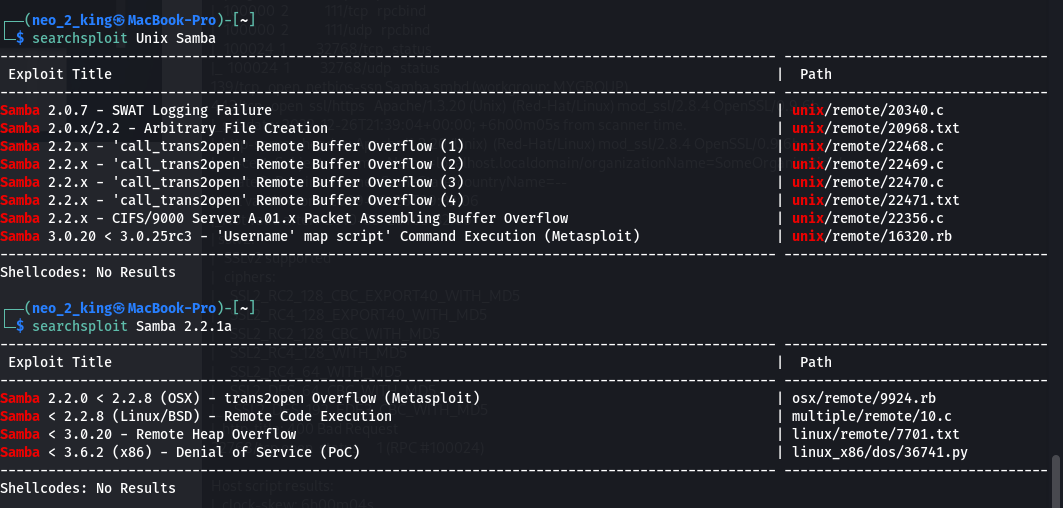 (neo_2_king㉿MacBook-Pro)-[~]
$ searchsploit Unix Samba
Exploit Title | Path
Samba 2.0.7 - SWAT Logging Failure | unix/remote/20340.c
Samba 2.0.x/2.2 - Arbitrary File Creation | unix/remote/20968.txt
Samba 2.2.x - 'call_trans2open' Remote Buffer Overflow (1) | unix/remote/22468.c
Samba 2.2.x - 'call_trans2open' Remote Buffer Overflow (2) | unix/remote/22469.c
Samba 2.2.x - 'call_trans2open' Remote Buffer Overflow (3) | unix/remote/22470.c
Samba 2.2.x - 'call_trans2open' Remote Buffer Overflow (4) | unix/remote/22471.txt
Samba 2.2.x - CIFS/9000 Server A.01.x Packet Assembling Buffer Overflow | unix/remote/22356.c
Samba 3.0.20 < 3.0.25rc3 - 'Username' map script' Command Execution (Metasploit) | unix/remote/16320.rb
Shellcodes: No Results
(neo_2_king㉿MacBook-Pro)-[~]
$ searchsploit Samba 2.2.1a
Exploit Title | Path
Samba 2.2.0 < 2.2.8 (OSX) - trans2open Overflow (Metasploit) | osx/remote/9924.rb
Samba < 2.2.8 (Linux/BSD) - Remote Code Execution | multiple/remote/10.c
Samba < 3.0.20 - Remote Heap Overflow | linux/remote/7701.txt
Samba < 3.6.2 (x86) - Denial of Service (PoC) | linux_x86/dos/36741.py
Shellcodes: No Results